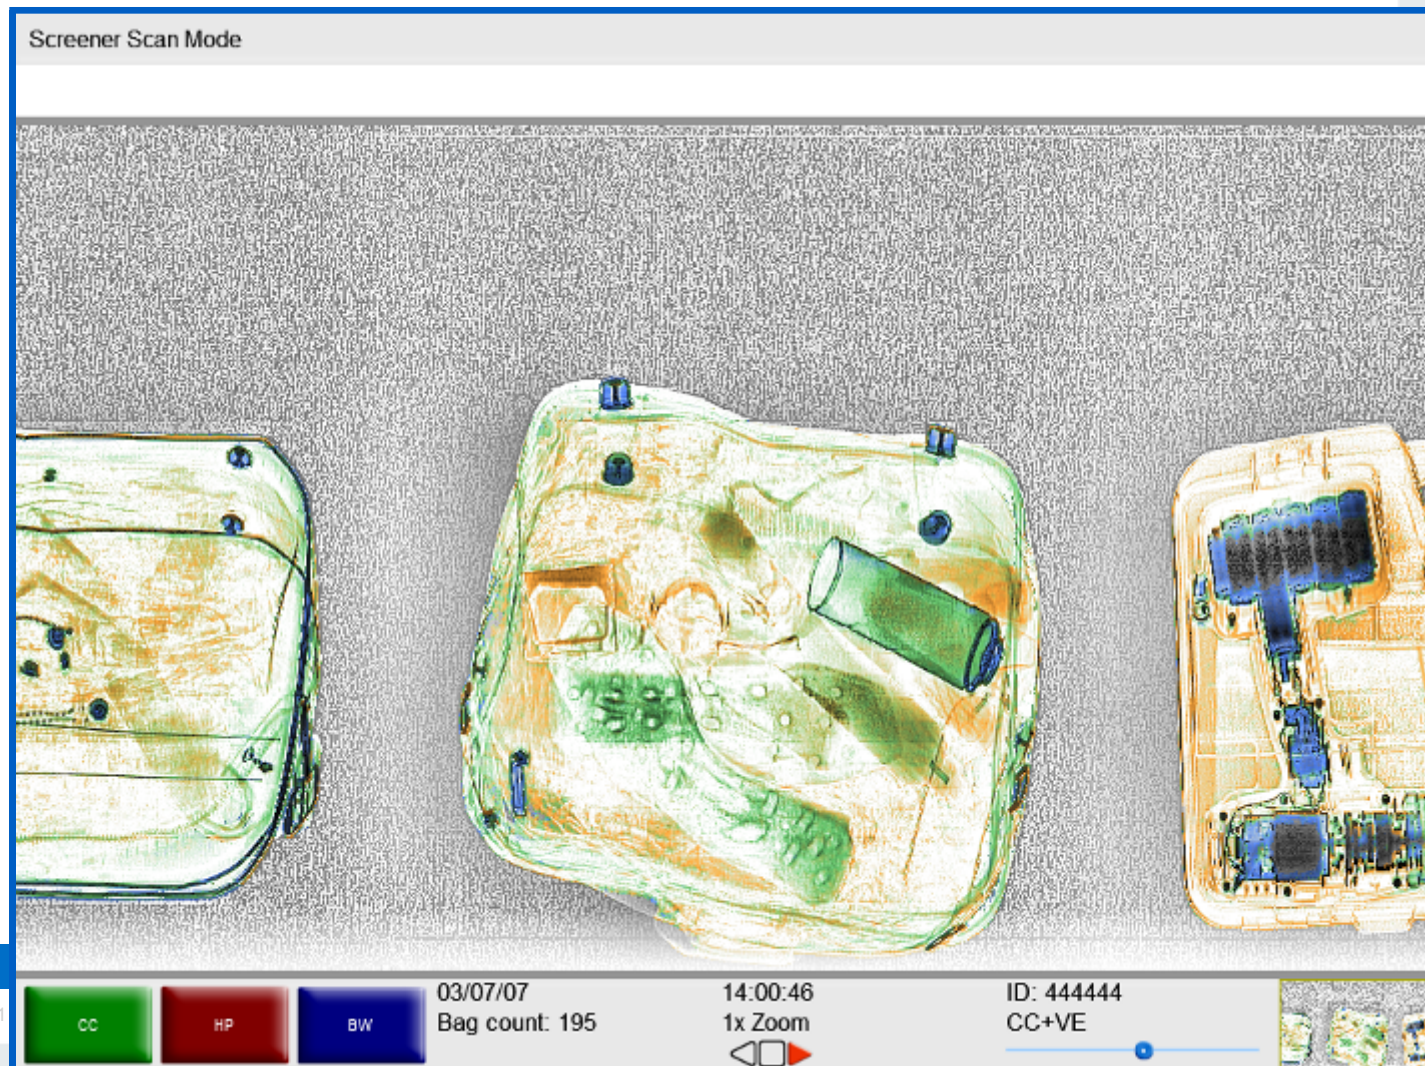 Screener Scan Mode
CC
HP
BW
03/07/07
Bag count: 195
14:00:46
1x Zoom
ID: 444444
CC+VE
1